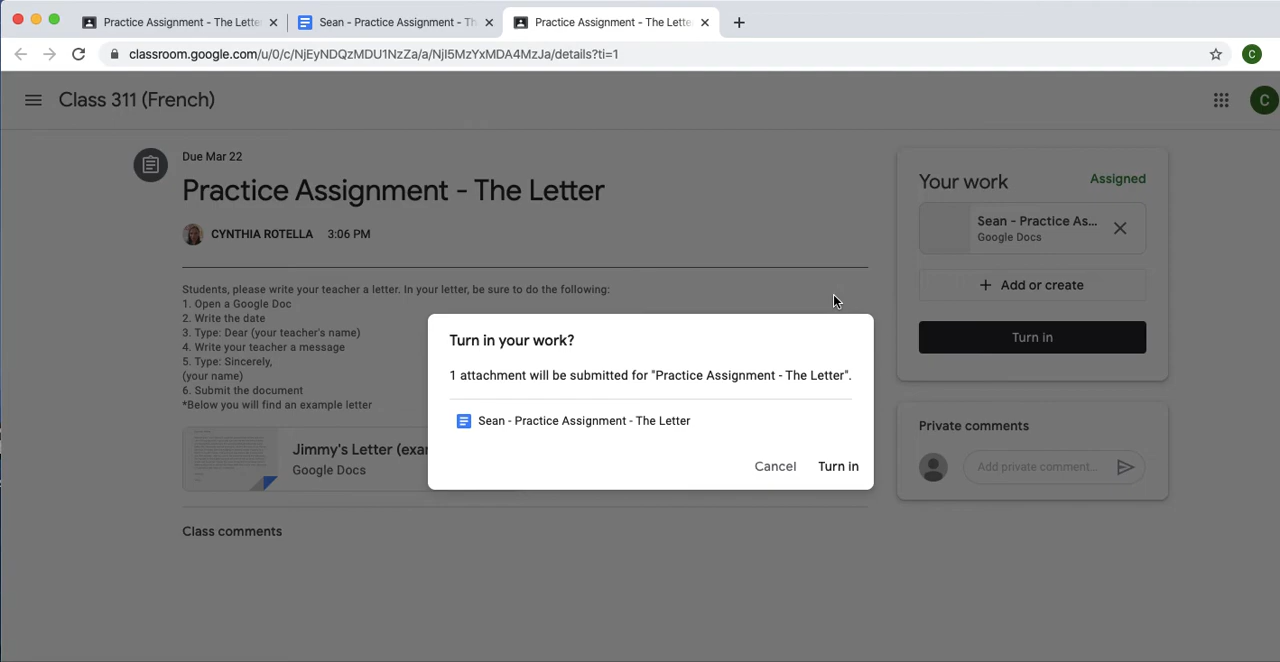 Practice Assignment - The Lette
Sean - Practice Assignment - Th
Practice Assignment - The Lette
classroom.google.com/u/0/c/NjEyNDQzMDU1NzZa/a/NjI5MzYxMDA4MzJa/details?ti=1
C
Class 311 (French)
C
Due Mar 22
Practice Assignment - The Letter
CYNTHIA ROTELLA 3:06 PM
Students, please write your teacher a letter. In your letter, be sure to do the following:
1. Open a Google Doc
2. Write the date
3. Type: Dear (your teacher's name)
4. Write your teacher a message
5. Type: Sincerely,
(your name)
6. Submit the document
*Below you will find an example letter
Jimmy's Letter (exa
Google Docs
Class comments
Your work
Assigned
Sean - Practice As...
Google Docs
+ Add or create
Turn in
Private comments
Add private comment...
Turn in your work?
1 attachment will be submitted for "Practice Assignment - The Letter".
Sean - Practice Assignment - The Letter
Cancel Turn in